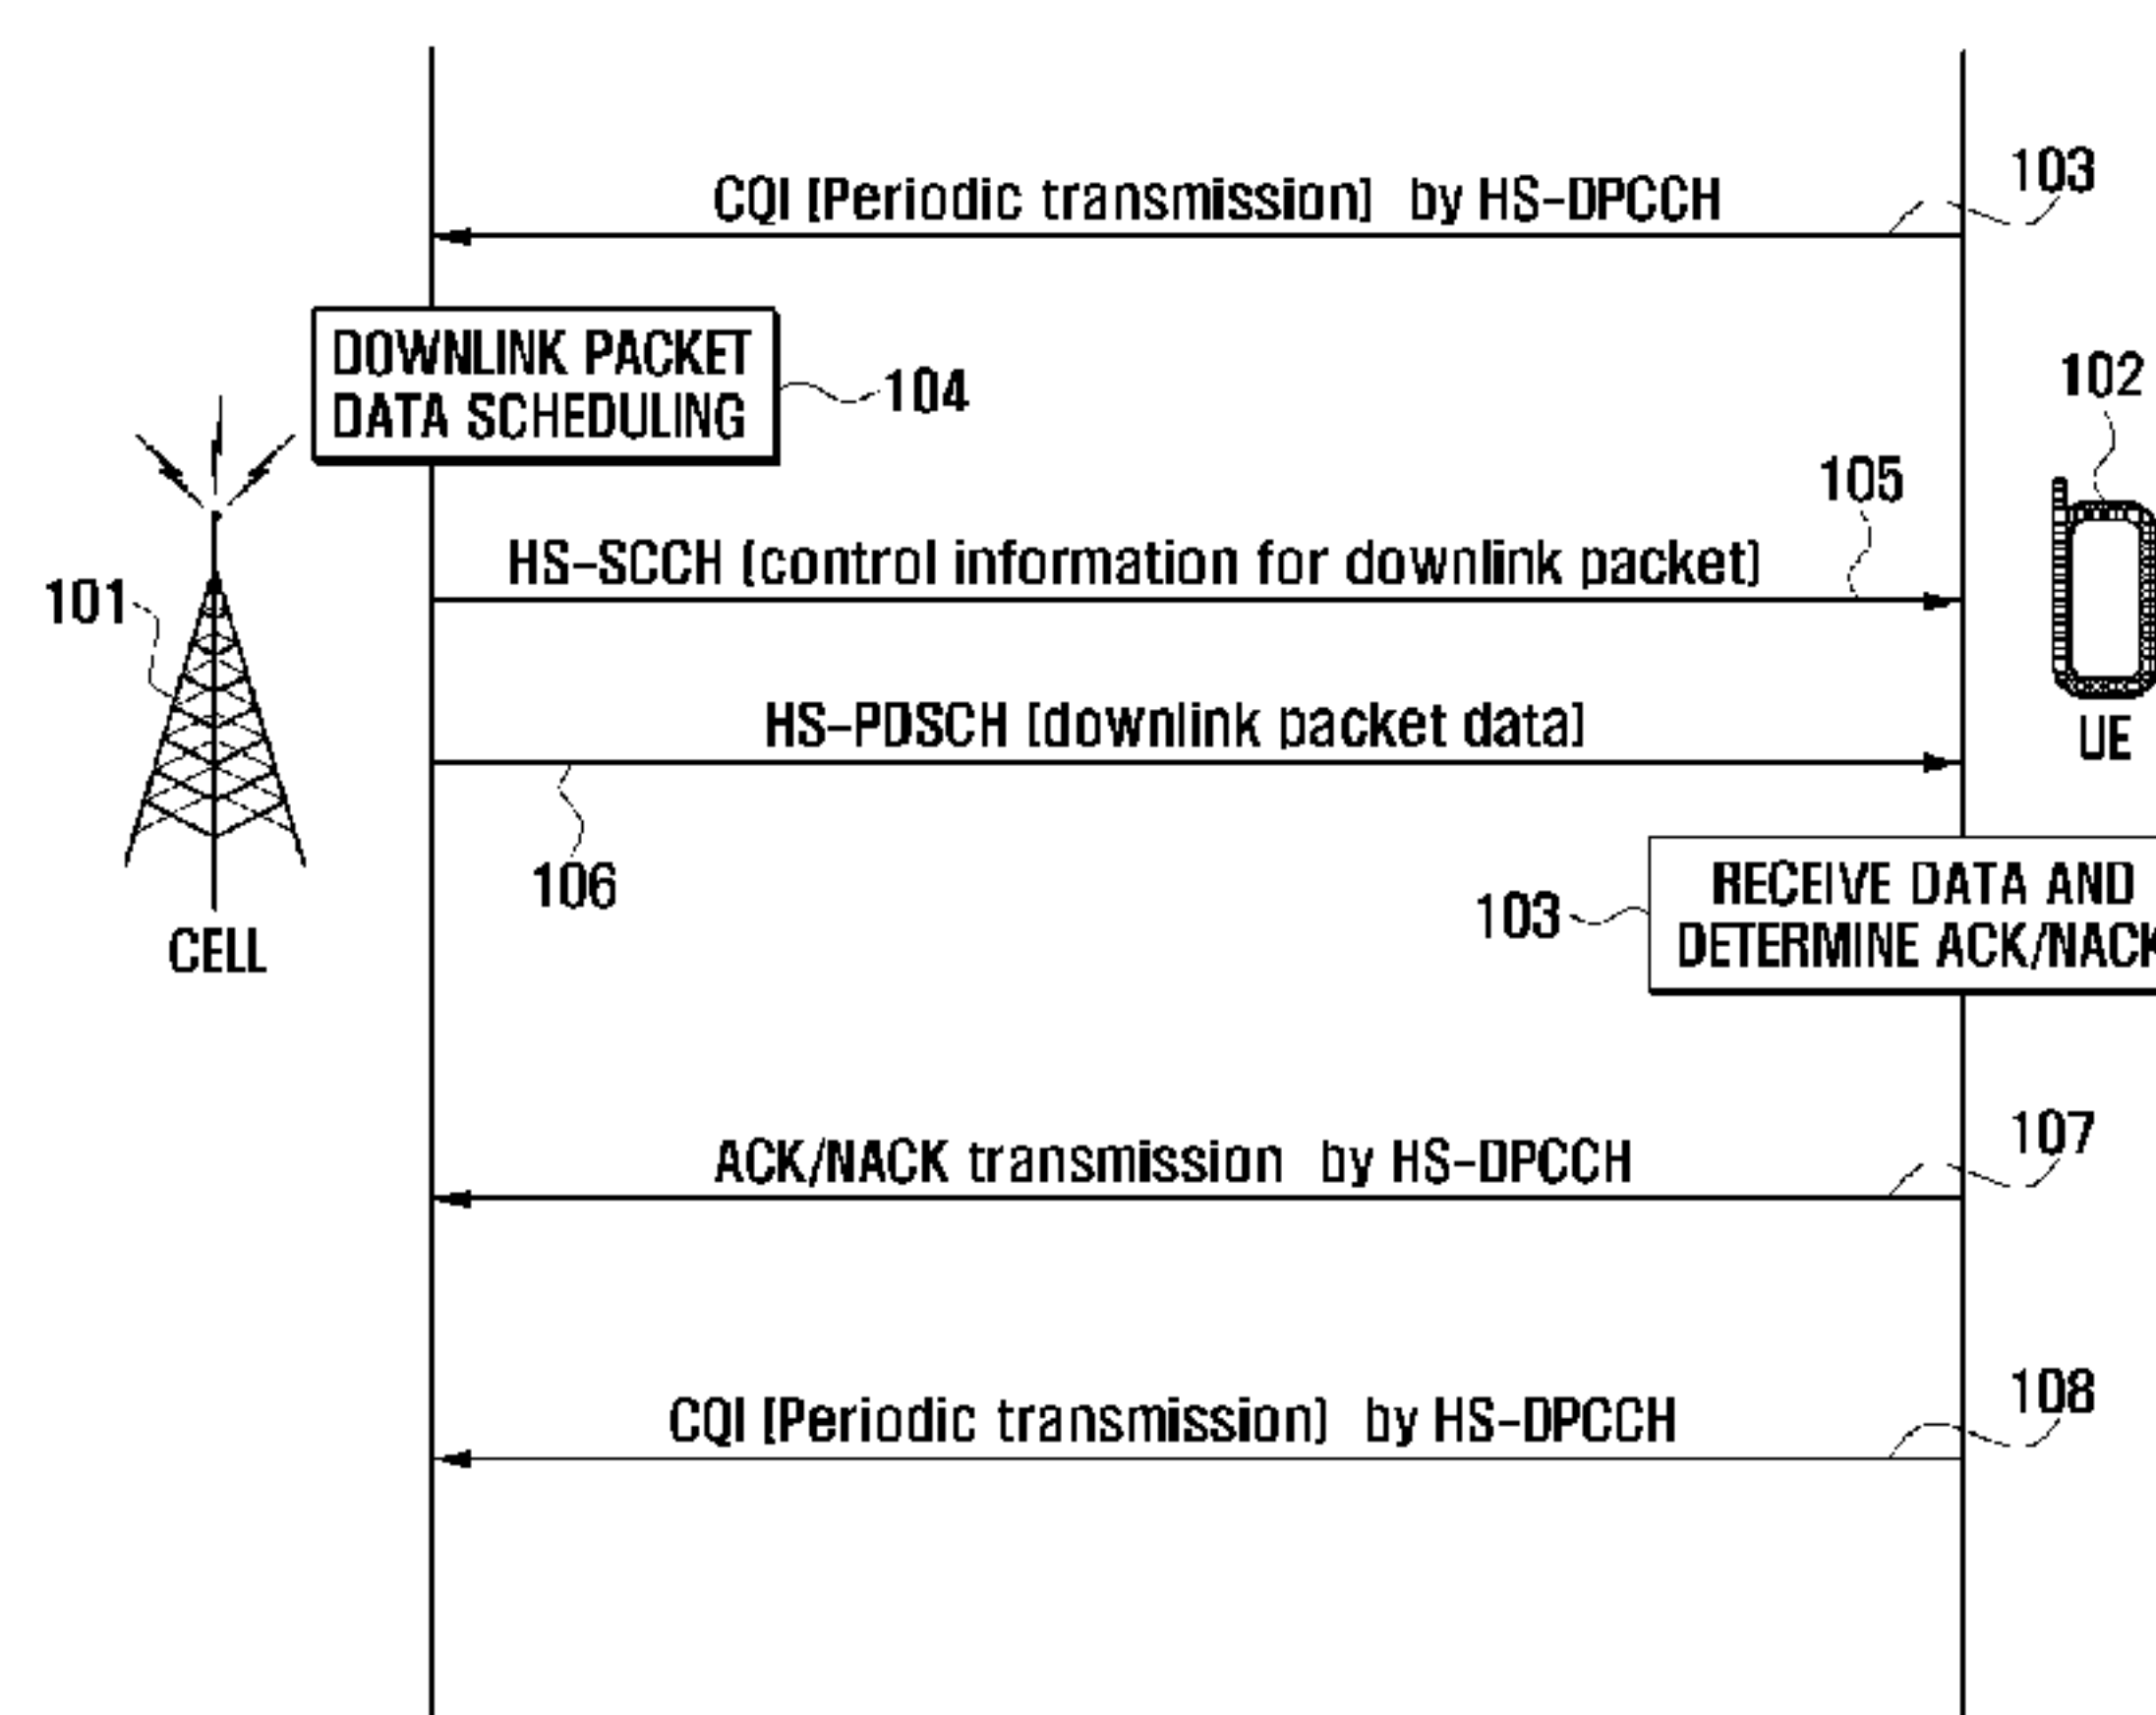 CQI [Periodic transmission] by HS-DPCCH
103
DOWNLINK PACKET
DATA SCHEDULING
104
102
105
HS-SCCH (control information for downlink packet)
101
HS-PDSCH [downlink packet data]
UE
106
RECEIVE DATA AND
DETERMINE ACK/NACK
103
CELL
107
ACK/NACK transmission by HS-DPCCH
108
CQI [Periodic transmission] by HS-DPCCH